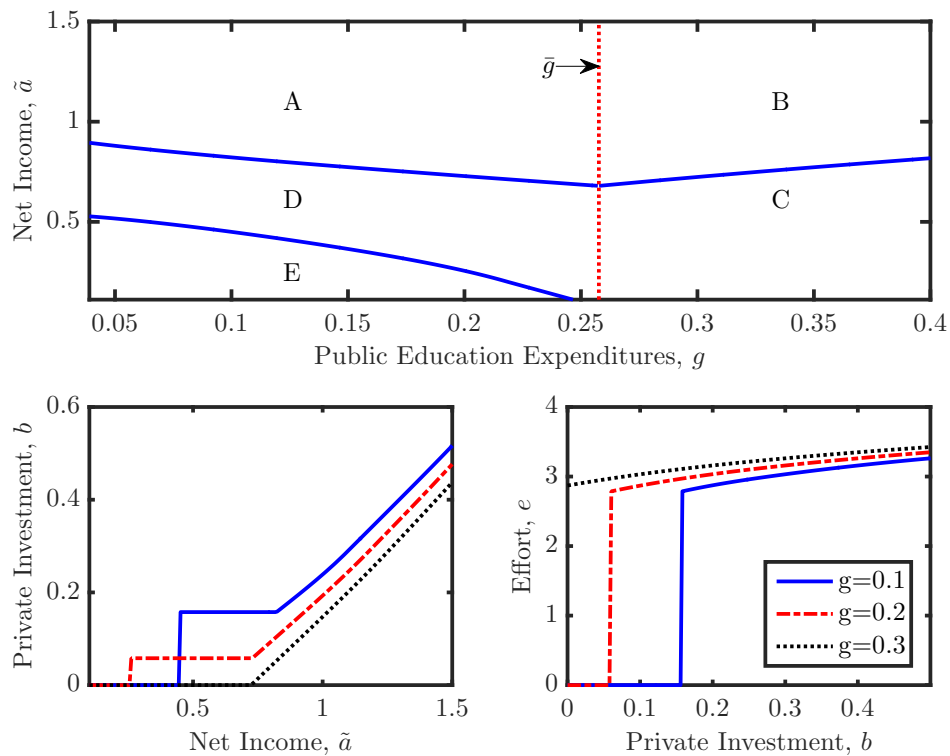 1.5
1
0.5
Net Income, ã
ḡ
A
B
D
C
E
0.05 0.1 0.15 0.2 0.25 0.3 0.35 0.4
Public Education Expenditures, g
0.6
0.4
0.2
0
Private Investment, b
0.5 1 1.5
Net Income, ã
4
3
2
1
0
Effort, e
g=0.1
g=0.2
g=0.3
0 0.1 0.2 0.3 0.4
Private Investment, b